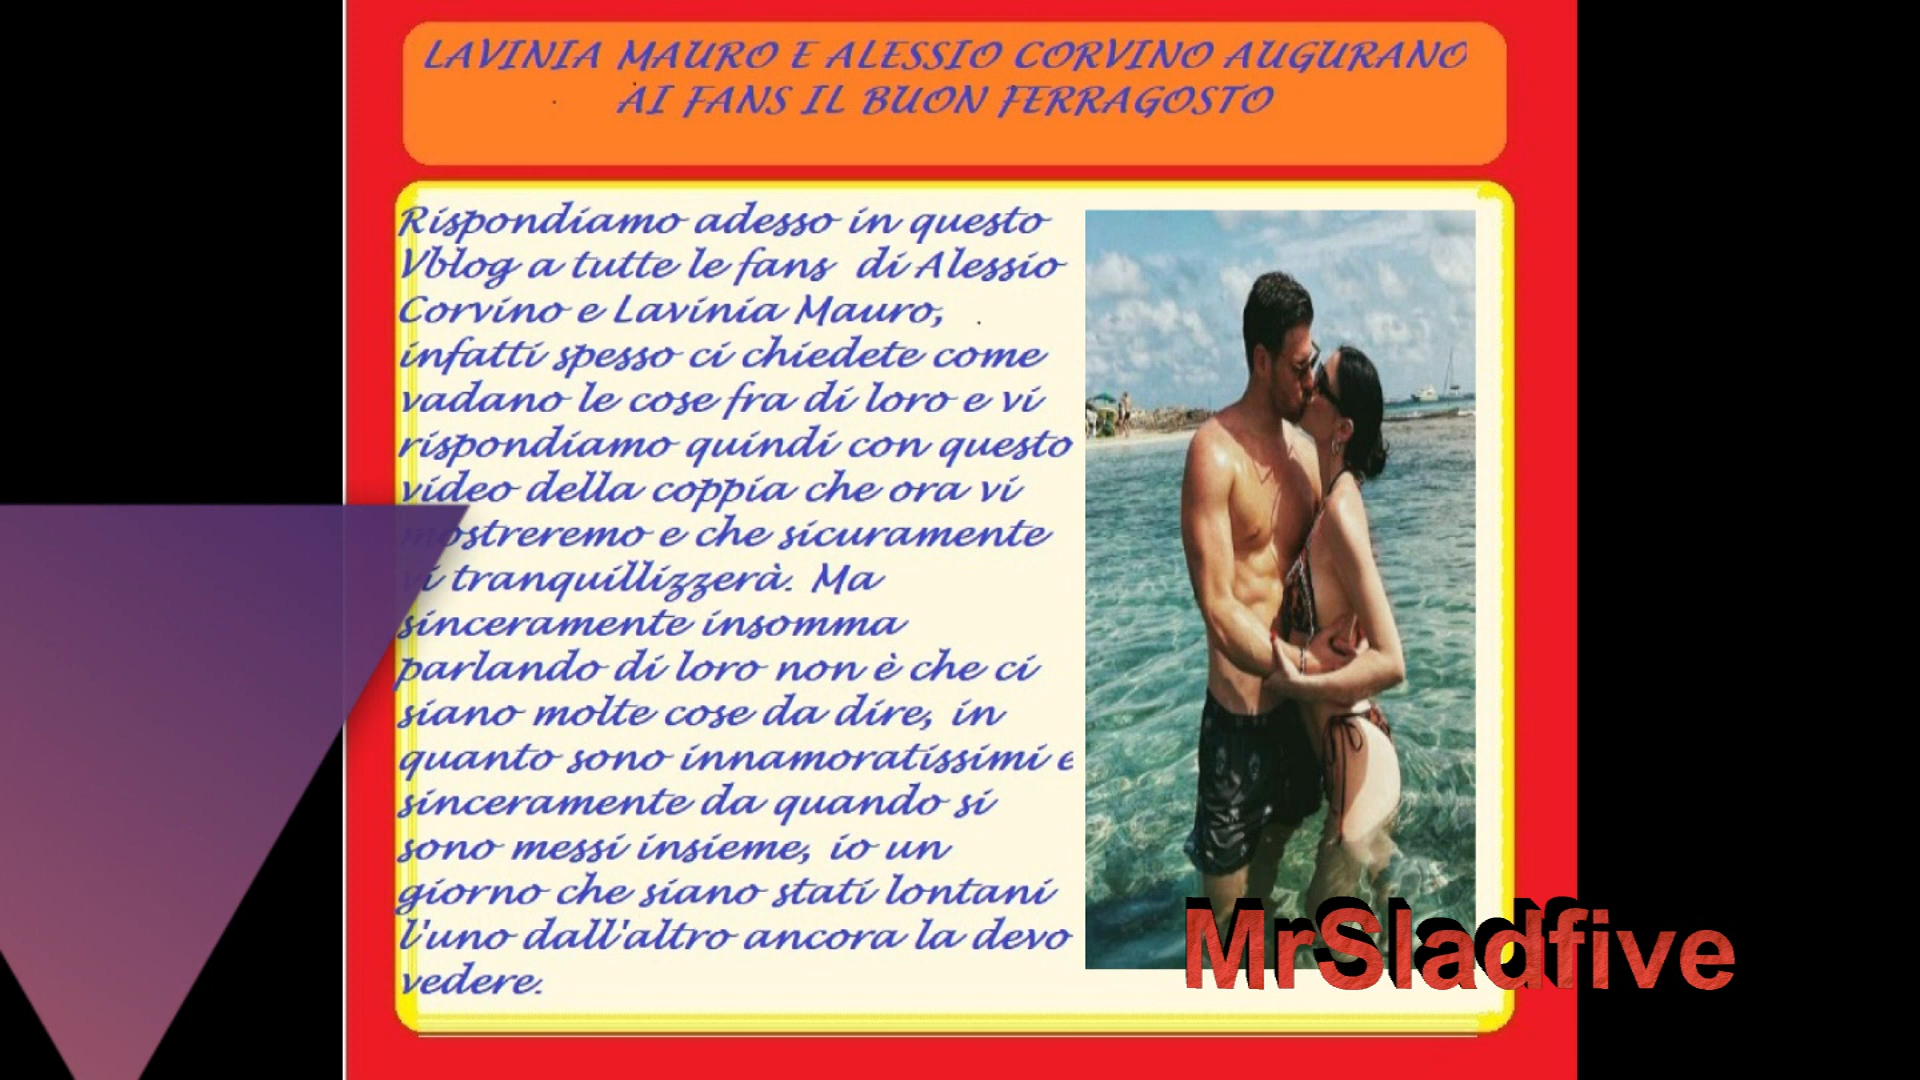 LAVINIA MAURO E ALESSIO CORVINO AUGURANO
AI FANS IL BUON FERRAGOSTO
Rispondiamo adesso in questo
Vblog a tutte le fans di Alessio
Corvino e Lavinia Mauro,
infatti spesso ci chiedete come
vadano le cose fra di loro e vi
rispondiamo quindi con questo
video della coppia che ora vi
mostreremo e che sicuramente
vi tranquillizzerà. Ma
sinceramente insomma
parlando di loro non è che ci
siano molte cose da dire, in
quanto sono innamoratissimi e
sinceramente da quando si
sono messi insieme, io un
giorno che siano stati lontani
l'uno dall'altro ancora la devo
vedere.
MrSladfive